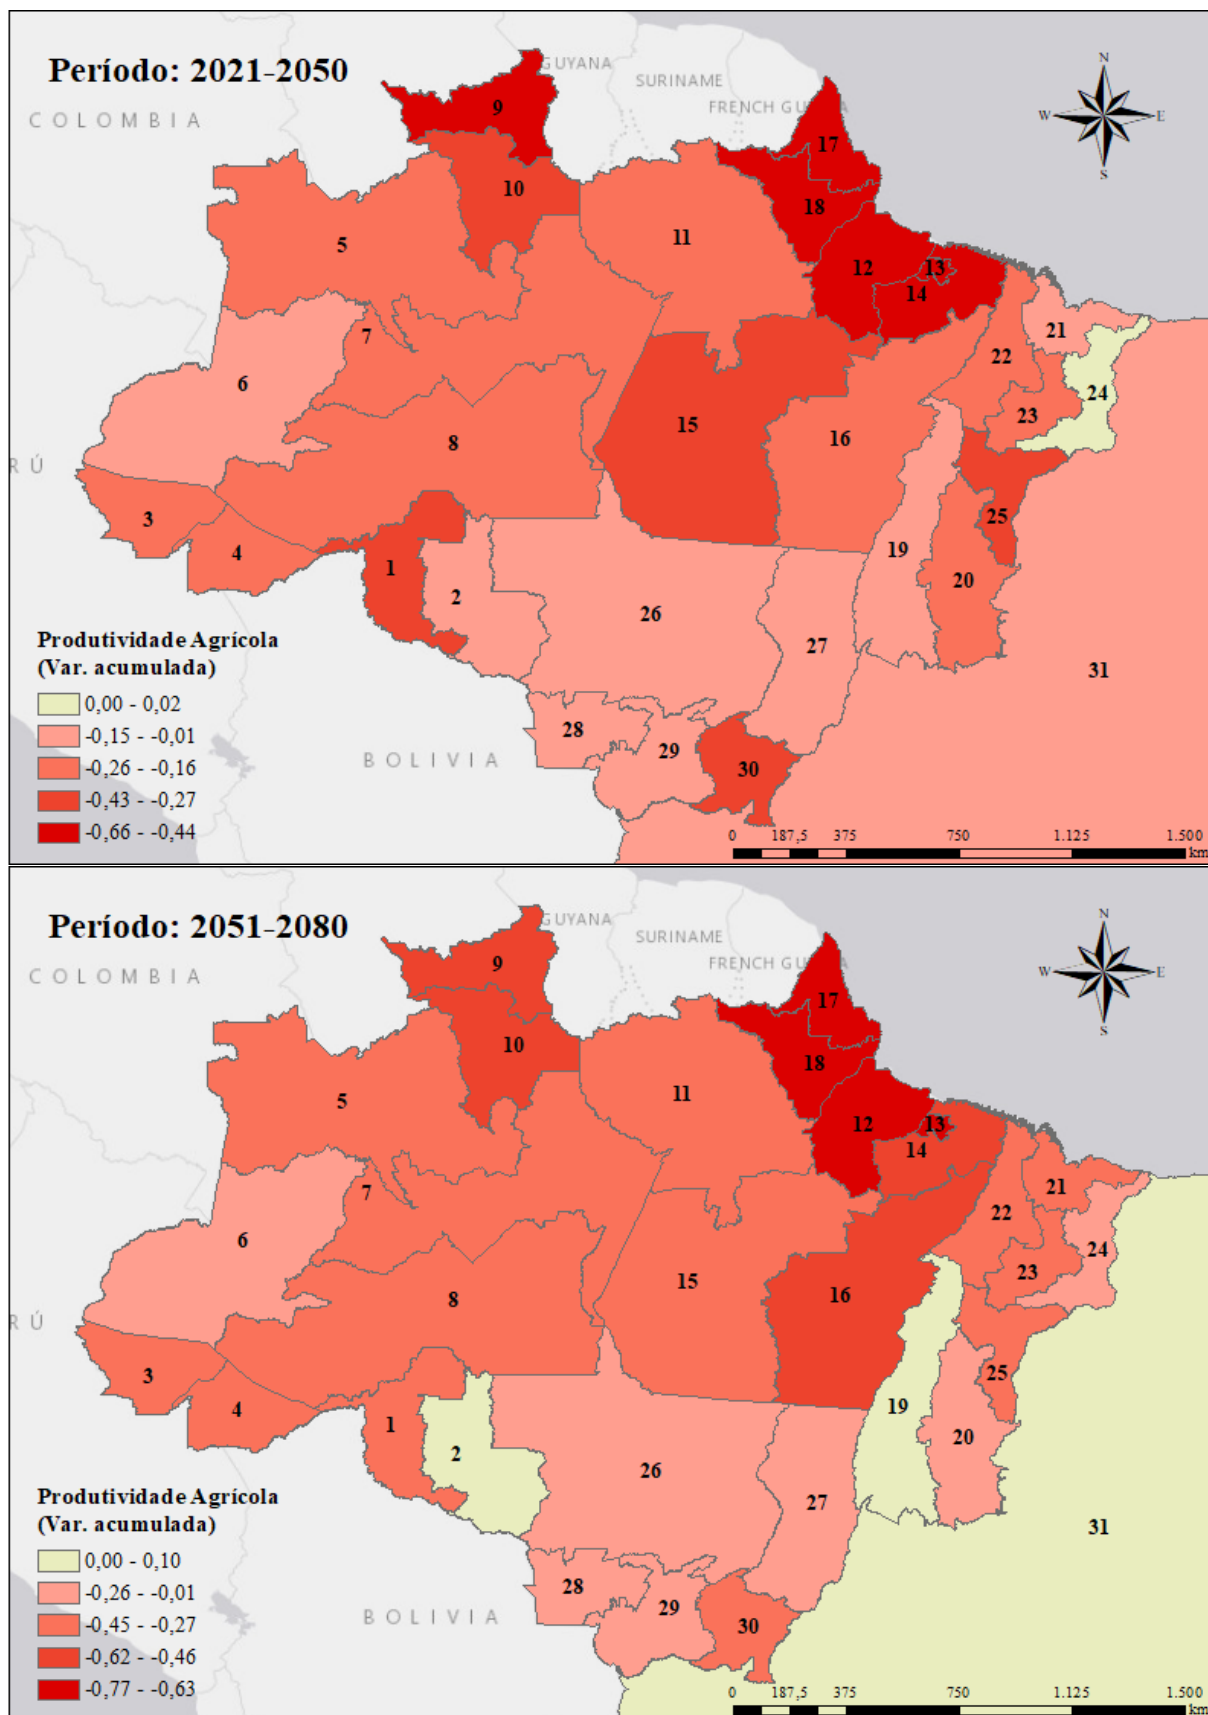 Período: 2021-2050
GUYANA
SURINAME
FRENCH GU A
COLOMBIA
N
W
E
S
9
17
10
18
5
11
12
13
14
7
21
22
6
24
15
23
16
8
3
25
4
1
19
2
20
26
27
31
28
29
30
RÚ
BOLIVIA
Produtividade Agrícola
(Var. acumulada)
0,00 - 0,02
-0,15 - -0,01
-0,26 - -0,16
-0,43 - -0,27
-0,66 - -0,44
0 187,5 375 750 1.125 1.500
km
Período: 2051-2080
GUYANA
SURINAME
FRENCH GU A
COLOMBIA
N
W
E
S
9
17
10
18
5
11
12
13
14
7
21
22
6
24
15
23
16
8
3
25
4
1
19
2
20
26
27
31
28
29
30
RÚ
BOLIVIA
Produtividade Agrícola
(Var. acumulada)
0,00 - 0,10
-0,26 - -0,01
-0,45 - -0,27
-0,62 - -0,46
-0,77 - -0,63
0 187,5 375 750 1.125 1.500
km